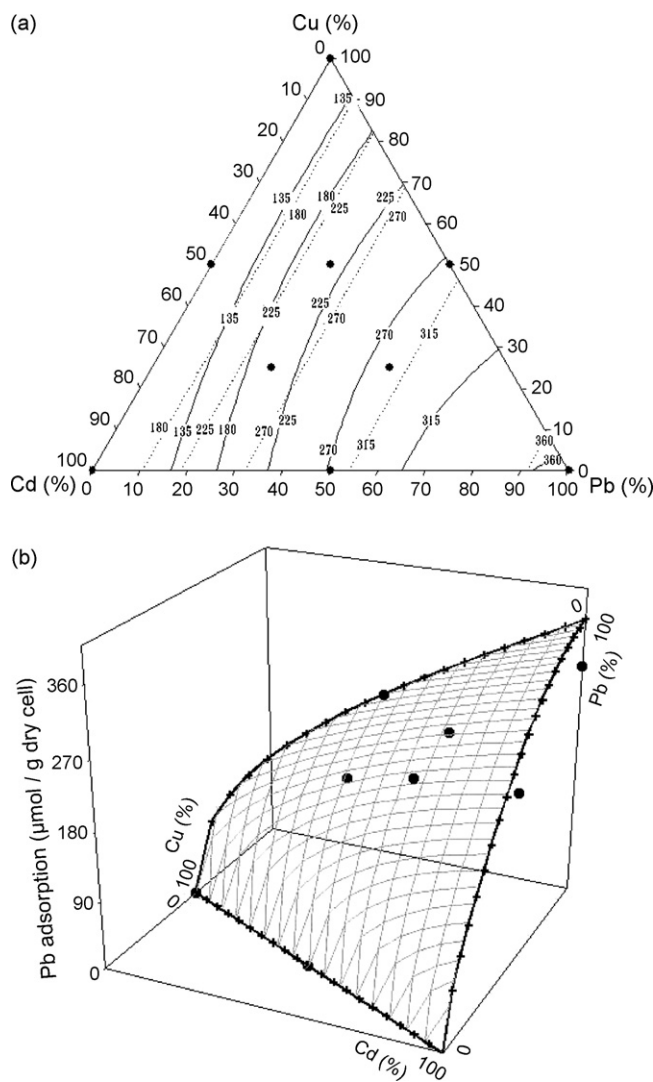 (a)
Cu (%)
0 100
10 90
20 80
30 70
40 60
50 50
60 40
70 30
80 20
90 10
100 0
Cd (%) 0 10 20 30 40 50 60 70 80 90 100 Pb (%)
135
135 180 180 225 225 270
135 225 225 270 270 315
180 135 225 180 270 225 270 315 315 360 360
(b)
Pb adsorption (μmol / g dry cell)
360
270
180
90
0
Cu (%)
0 100
Cd (%)
100
0
Pb (%)
0
100